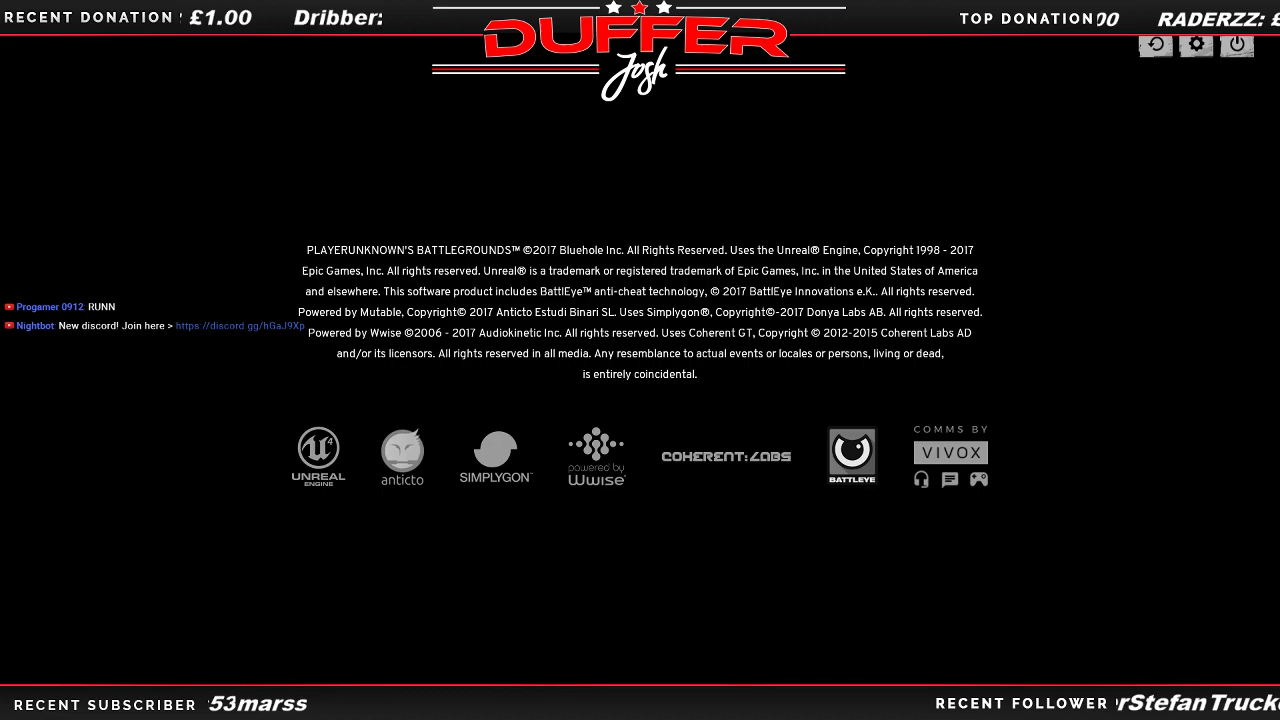 RECENT DONATION £1.00 Dribber:
DUFFER
Josh
TOP DONATION 00 RADERZZ: £
PLAYERUNKNOWN'S BATTLEGROUNDS™ ©2017 Bluehole Inc. All Rights Reserved. Uses the Unreal® Engine, Copyright 1998 - 2017
Epic Games, Inc. All rights reserved. Unreal® is a trademark or registered trademark of Epic Games, Inc. in the United States of America
and elsewhere. This software product includes BattlEye™ anti-cheat technology, © 2017 BattlEye Innovations e.K.. All rights reserved.
Powered by Mutable, Copyright© 2017 Anticto Estudi Binari SL. Uses Simplygon®, Copyright©-2017 Donya Labs AB. All rights reserved.
Powered by Wwise ©2006 - 2017 Audiokinetic Inc. All rights reserved. Uses Coherent GT, Copyright © 2012-2015 Coherent Labs AD
and/or its licensors. All rights reserved in all media. Any resemblance to actual events or locales or persons, living or dead,
is entirely coincidental.
Progamer 0912 RUNN
Nightbot New discord! Join here > https://discord.gg/hGaJ9Xp
UNREAL
ENGINE
anticto
SIMPLYGON™
powered by
Wwise®
COHERENT:LABS
BATTLEYE
COMMS BY
VIVOX
RECENT SUBSCRIBER 53marss
RECENT FOLLOWER rStefanTruck